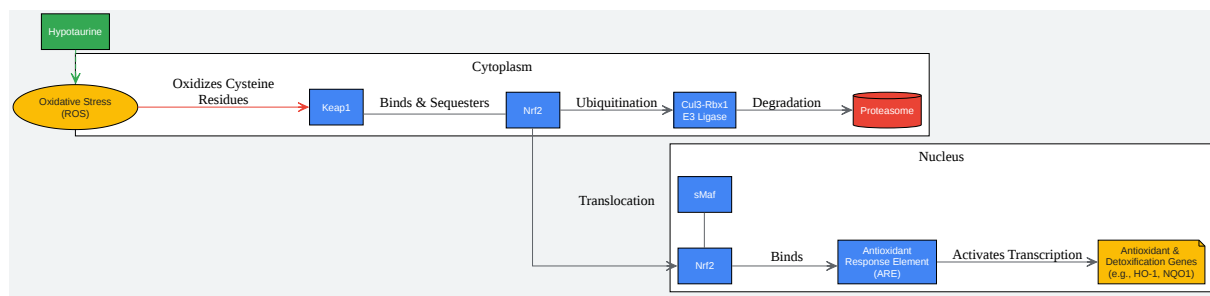 Hypotaurine
Cytoplasm
Oxidizes Cysteine
Residues
Oxidative Stress
(ROS)
Keap1
Binds & Sequesters
Nrf2
Ubiquitination
Cul3-Rbx1
E3 Ligase
Degradation
Proteasome
Nucleus
Translocation
sMaf
Nrf2
Binds
Antioxidant
Response Element
(ARE)
Activates Transcription
Antioxidant &
Detoxification Genes
(e.g., HO-1, NQO1)